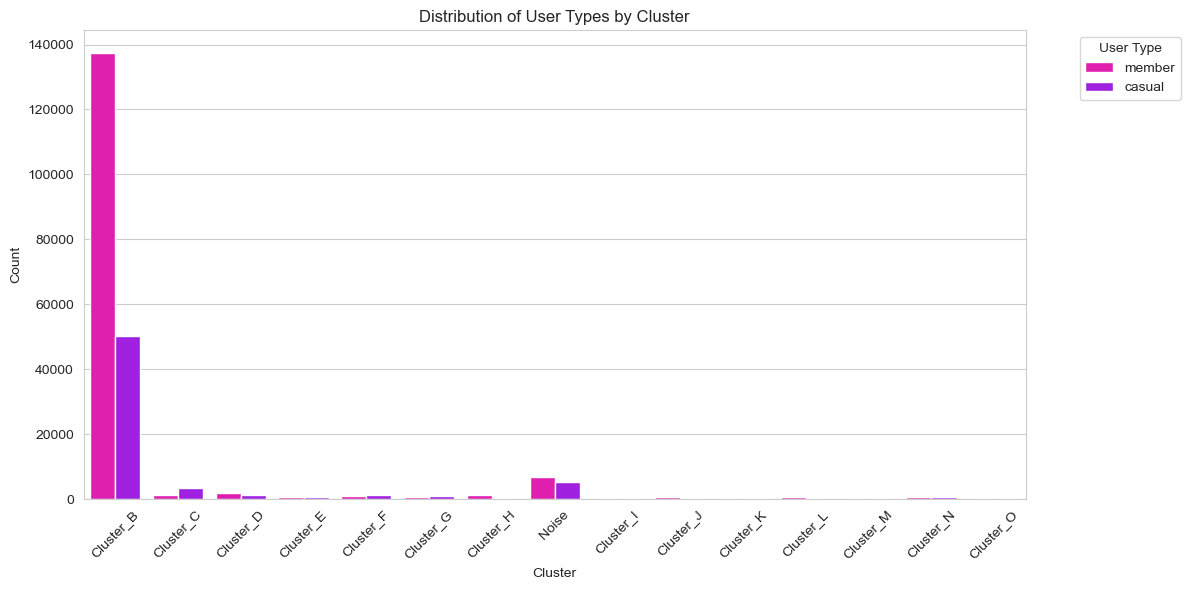 Distribution of User Types by Cluster
User Type
member
casual
140000
120000
100000
80000
60000
40000
20000
0
Count
Cluster_B
Cluster_C
Cluster_D
Cluster_E
Cluster_F
Cluster_G
Cluster_H
Noise
Cluster_I
Cluster_J
Cluster_K
Cluster_L
Cluster_M
Cluster_N
Cluster_O
Cluster